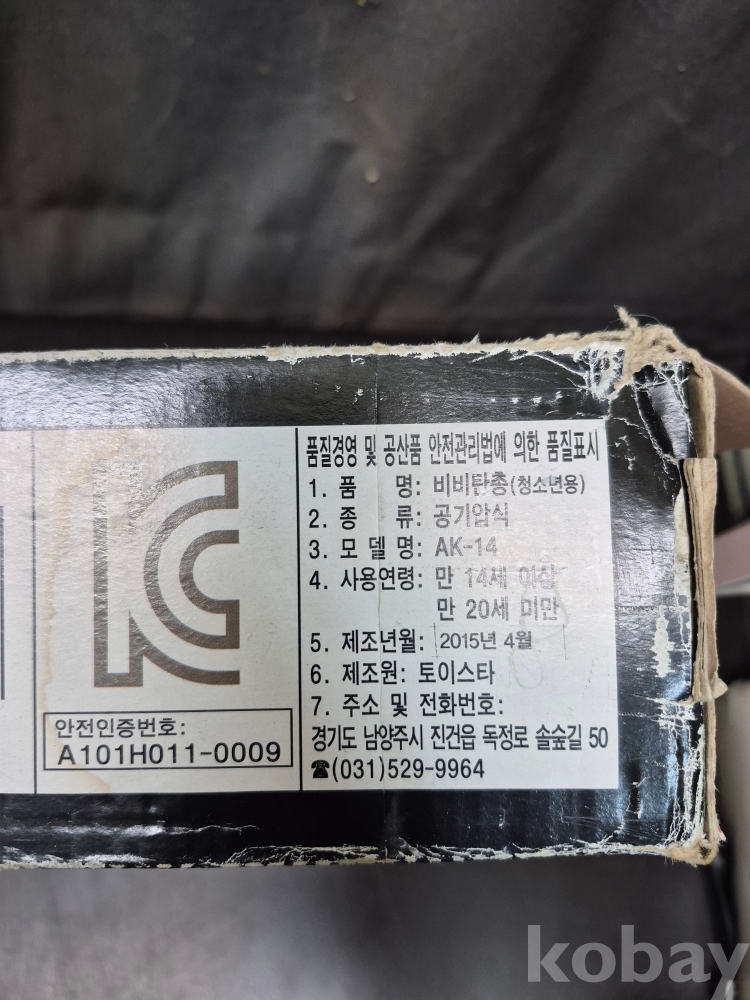 KC
안전인증번호:
A101H011-0009
품질경영 및 공산품 안전관리법에 의한 품질표시
1. 품 명: 비비탄총(청소년용)
2. 종 류: 공기압식
3. 모 델 명: AK-14
4. 사용연령: 만 14세 이상
만 20세 미만
5. 제조년월: 2015년 4월
6. 제조원: 토이스타
7. 주소 및 전화번호:
경기도 남양주시 진건읍 독정로 솔숲길 50
☎(031)529-9964
kobay